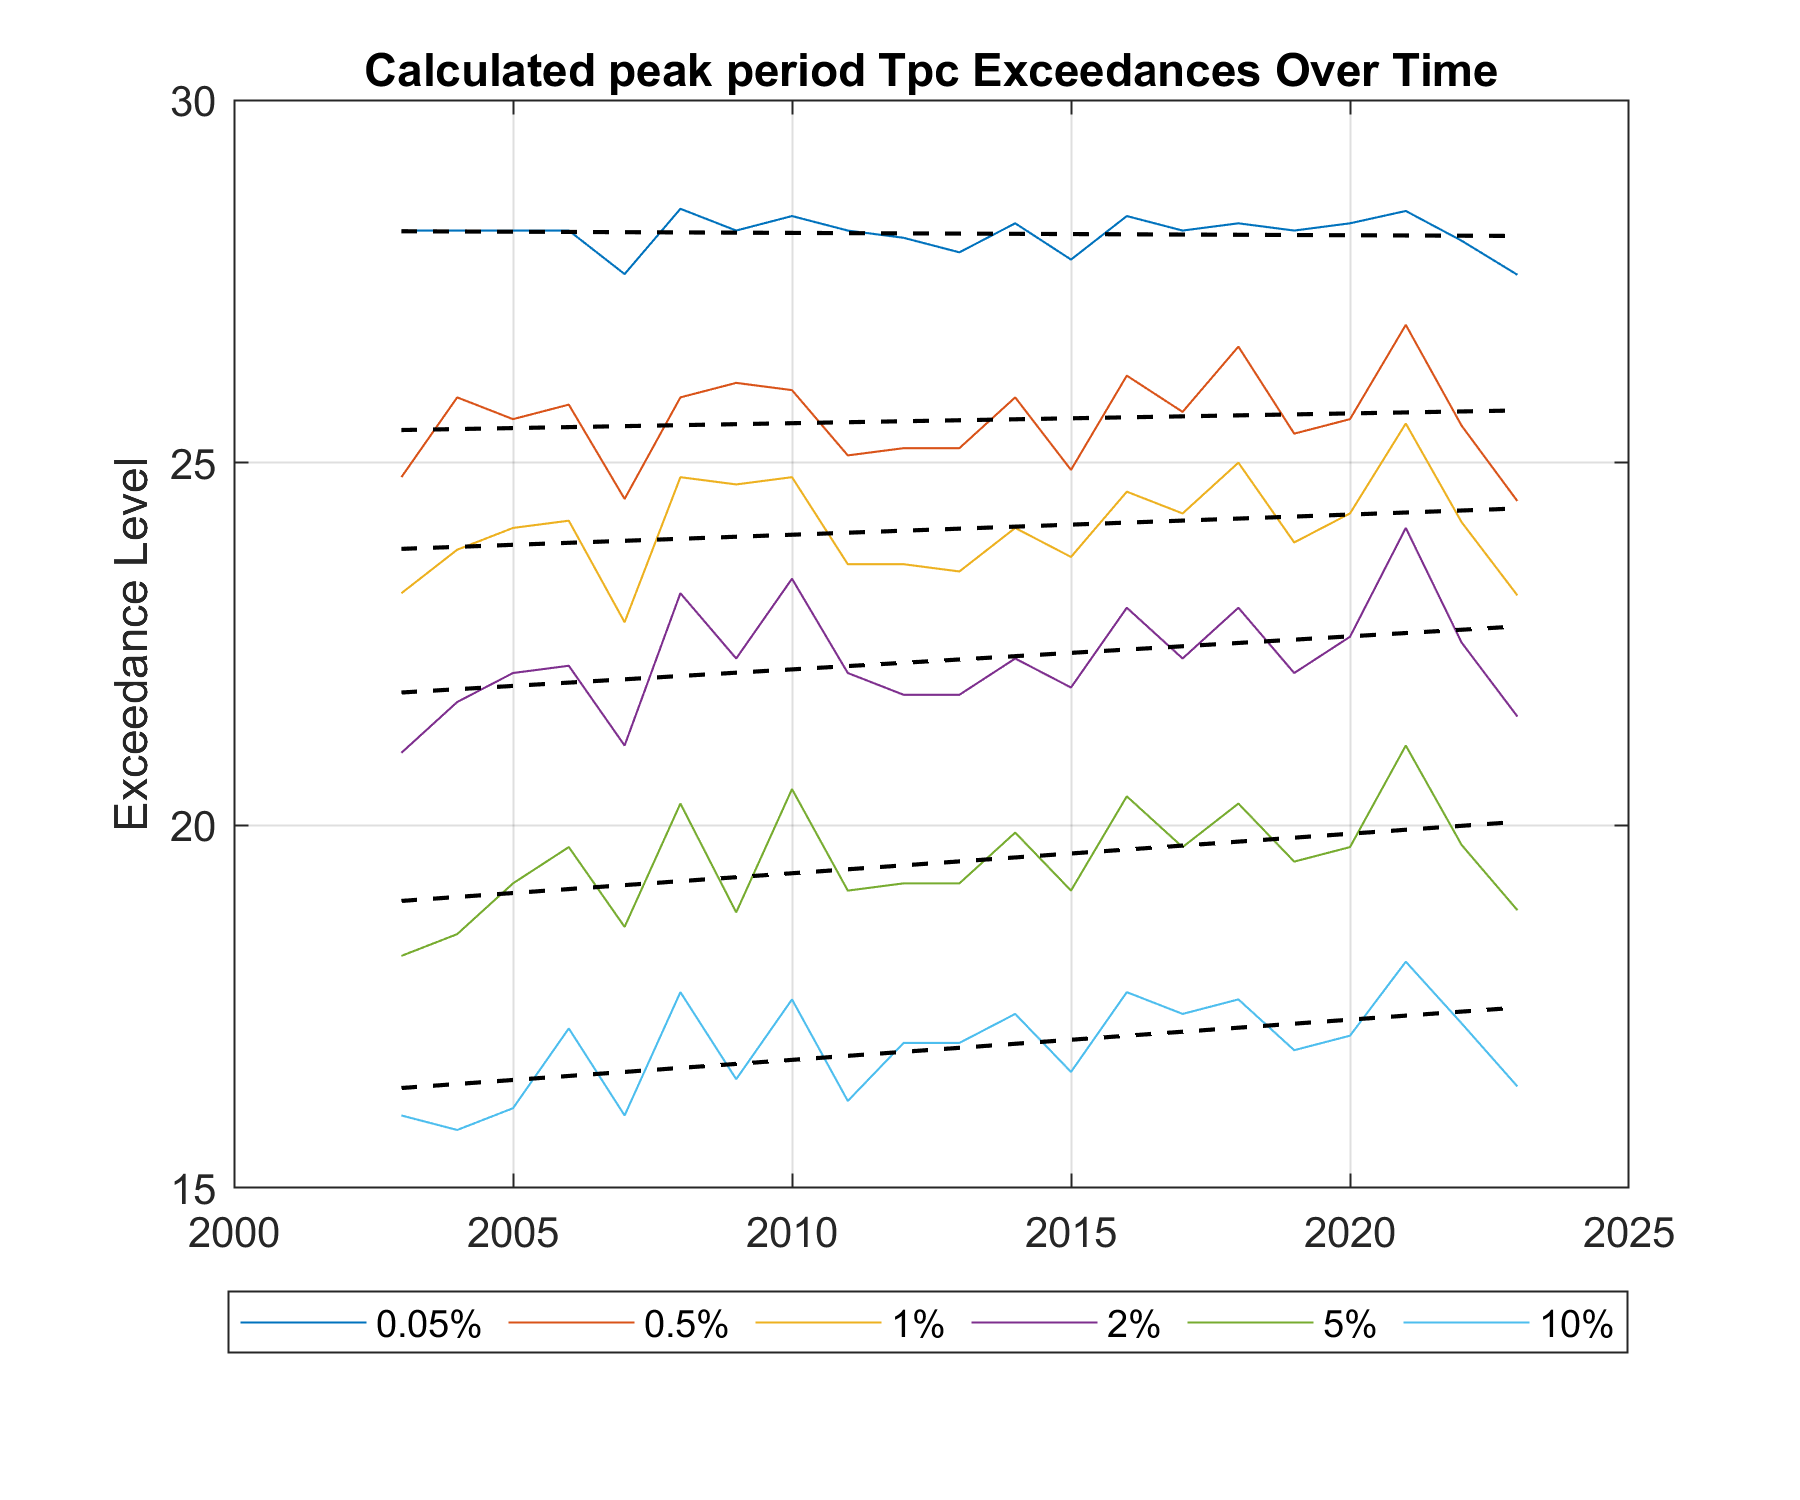 Calculated peak period Tpc Exceedances Over Time
30
25
20
15
Exceedance Level
2000 2005 2010 2015 2020 2025
0.05% 0.5% 1% 2% 5% 10%